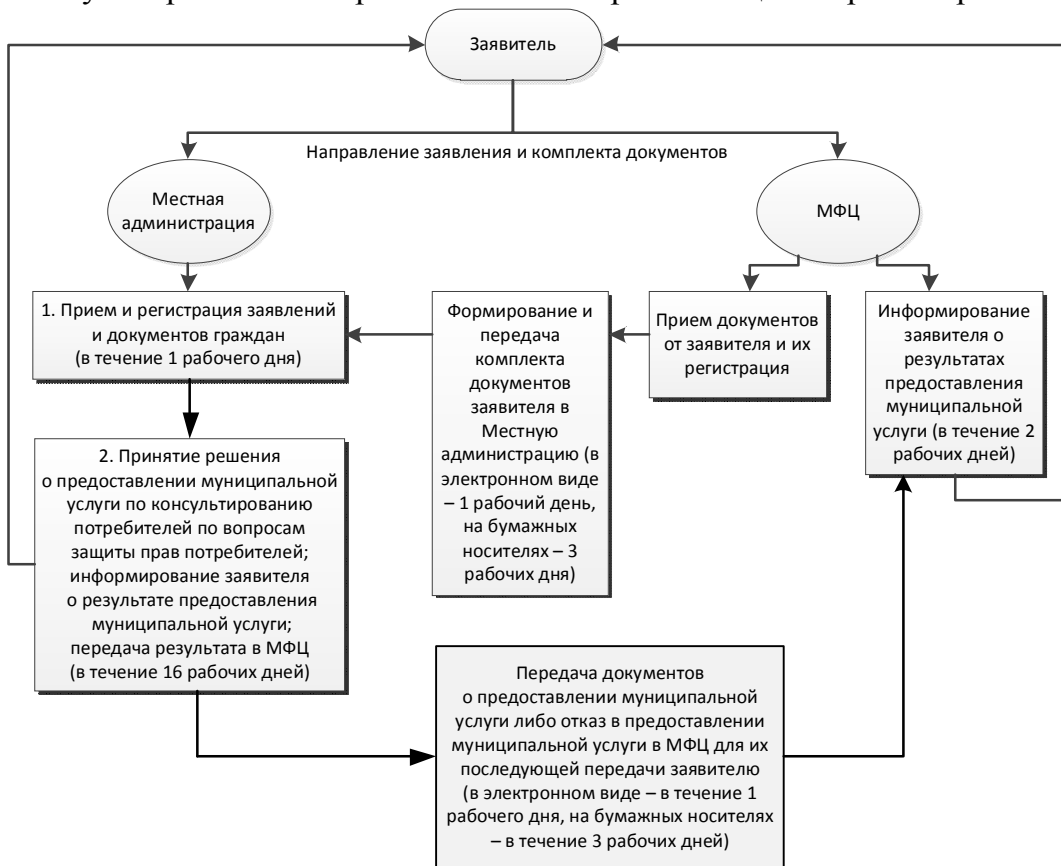 Заявитель
Направление заявления и комплекта документов
Местная
администрация
МФЦ
1. Прием и регистрация заявлений
и документов граждан
(в течение 1 рабочего дня)
Формирование и
передача
комплекта
документов
заявителя в
Местную
администрацию (в
электронном виде
– 1 рабочий день,
на бумажных
носителях – 3
рабочих дня)
Прием документов
от заявителя и их
регистрация
Информирование
заявителя о
результатах
предоставления
муниципальной
услуги (в течение 2
рабочих дней)
2. Принятие решения
о предоставлении муниципальной
услуги по консультированию
потребителей по вопросам
защиты прав потребителей;
информирование заявителя
о результате предоставления
муниципальной услуги;
передача результата в МФЦ
(в течение 16 рабочих дней)
Передача документов
о предоставлении муниципальной
услуги либо отказ в предоставлении
муниципальной услуги в МФЦ для их
последующей передачи заявителю
(в электронном виде – в течение 1
рабочего дня, на бумажных носителях
– в течение 3 рабочих дней)